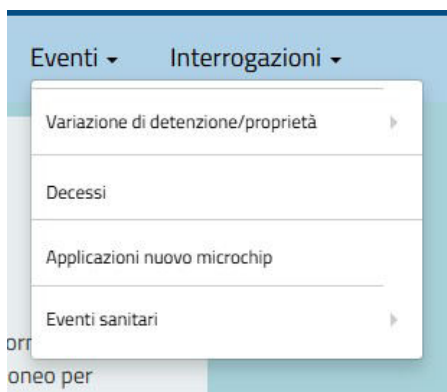 Eventi Interrogazioni
Variazione di detenzione/proprietà
Decessi
Applicazioni nuovo microchip
Eventi sanitari
oneo per